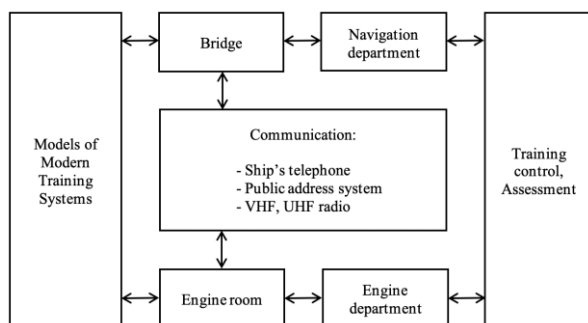 Bridge
Navigation
department
Models of
Modern
Training
Systems
Communication:
- Ship's telephone
- Public address system
- VHF, UHF radio
Training
control,
Assessment
Engine room
Engine
department